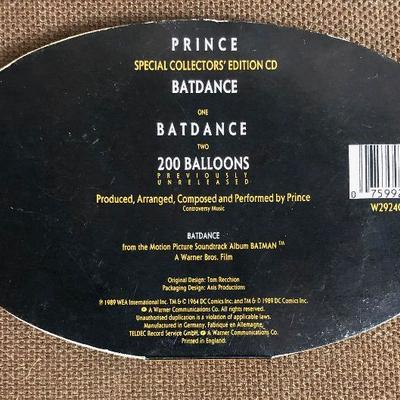 PRINCE
SPECIAL COLLECTORS' EDITION CD
BATDANCE
ONE
BATDANCE
TWO
200 BALLOONS
PREVIOUSLY
UNRELEASED
Produced, Arranged, Composed and Performed by Prince
Controversy Music
0 75992
W2924
BATDANCE
from the Motion Picture Soundtrack Album BATMAN™
A Warner Bros. Film
Original Design: Tom Recchion
Packaging Design: Axis Productions
℗ 1989 WEA International Inc. TM & © 1964 DC Comics Inc. and TM & © 1989 DC Comics Inc.
A Warner Communications Co. All rights reserved.
Unauthorised duplication is a violation of applicable laws.
Manufactured in Germany, Fabriqué en Allemagne,
TELDEC Record Service GmbH. A Warner Communications Co.
Printed in England.